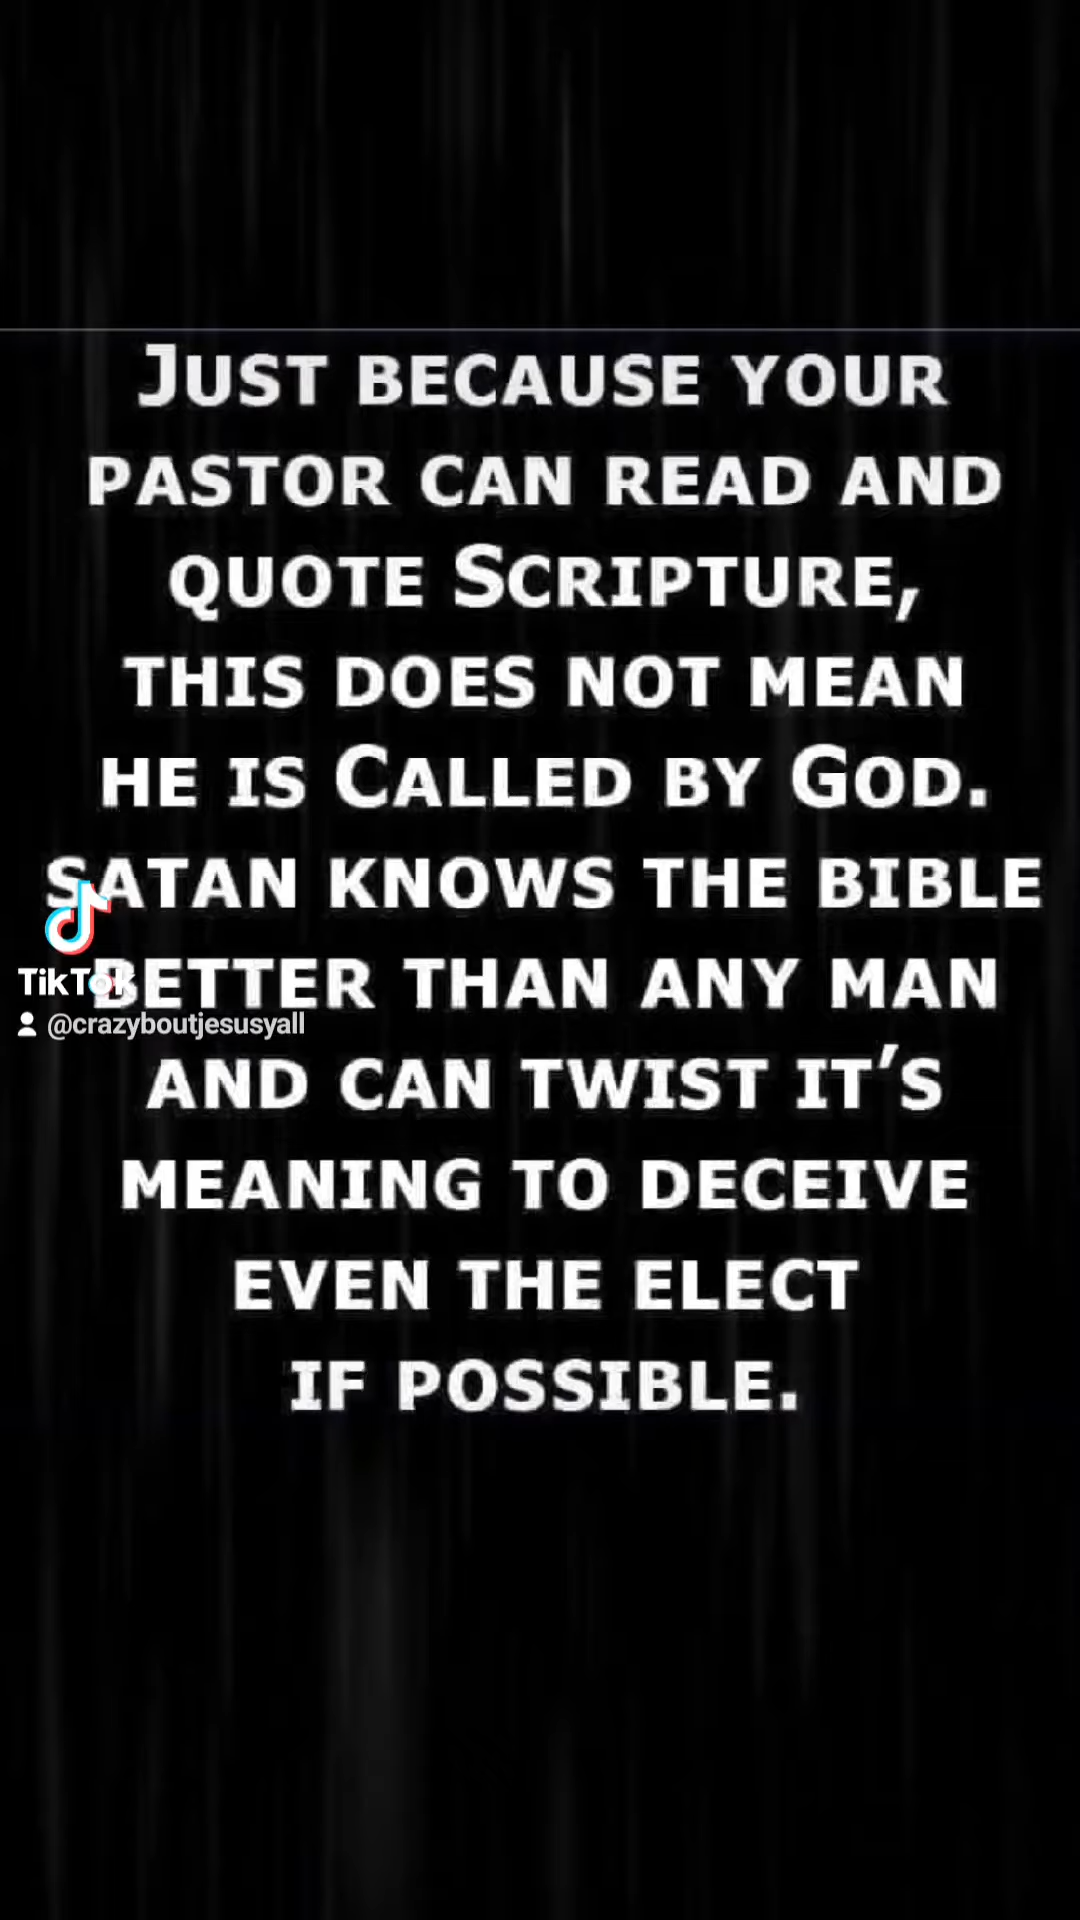 Just because your
pastor can read and
quote Scripture,
this does not mean
he is Called by God.
satan knows the bible
better than any man
and can twist it's
meaning to deceive
even the elect
if possible.
TikTok
@crazyboutjesusyall